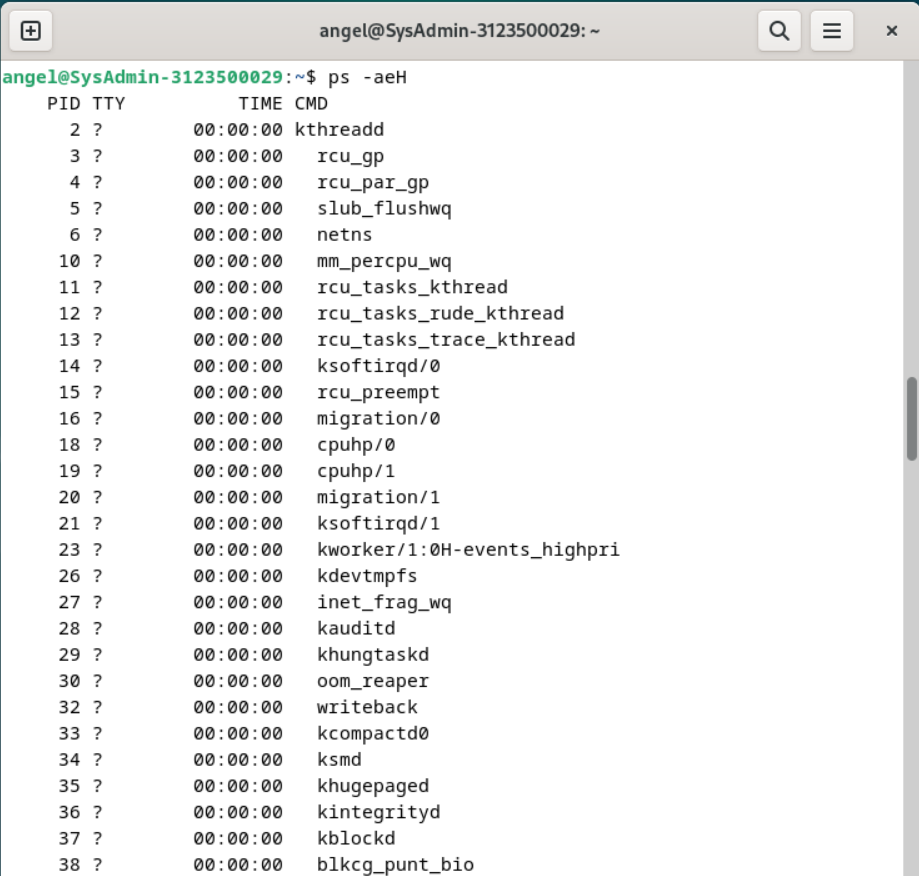 angel@SysAdmin-3123500029: ~
angel@SysAdmin-3123500029:~$ ps -aeH
    PID TTY          TIME CMD
      2 ?        00:00:00 kthreadd
      3 ?        00:00:00   rcu_gp
      4 ?        00:00:00   rcu_par_gp
      5 ?        00:00:00   slub_flushwq
      6 ?        00:00:00   netns
     10 ?        00:00:00   mm_percpu_wq
     11 ?        00:00:00   rcu_tasks_kthread
     12 ?        00:00:00   rcu_tasks_rude_kthread
     13 ?        00:00:00   rcu_tasks_trace_kthread
     14 ?        00:00:00   ksoftirqd/0
     15 ?        00:00:00   rcu_preempt
     16 ?        00:00:00   migration/0
     18 ?        00:00:00   cpuhp/0
     19 ?        00:00:00   cpuhp/1
     20 ?        00:00:00   migration/1
     21 ?        00:00:00   ksoftirqd/1
     23 ?        00:00:00   kworker/1:0H-events_highpri
     26 ?        00:00:00   kdevtmpfs
     27 ?        00:00:00   inet_frag_wq
     28 ?        00:00:00   kauditd
     29 ?        00:00:00   khungtaskd
     30 ?        00:00:00   oom_reaper
     32 ?        00:00:00   writeback
     33 ?        00:00:00   kcompactd0
     34 ?        00:00:00   ksmd
     35 ?        00:00:00   khugepaged
     36 ?        00:00:00   kintegrityd
     37 ?        00:00:00   kblockd
     38 ?        00:00:00   blkcg_punt_bio